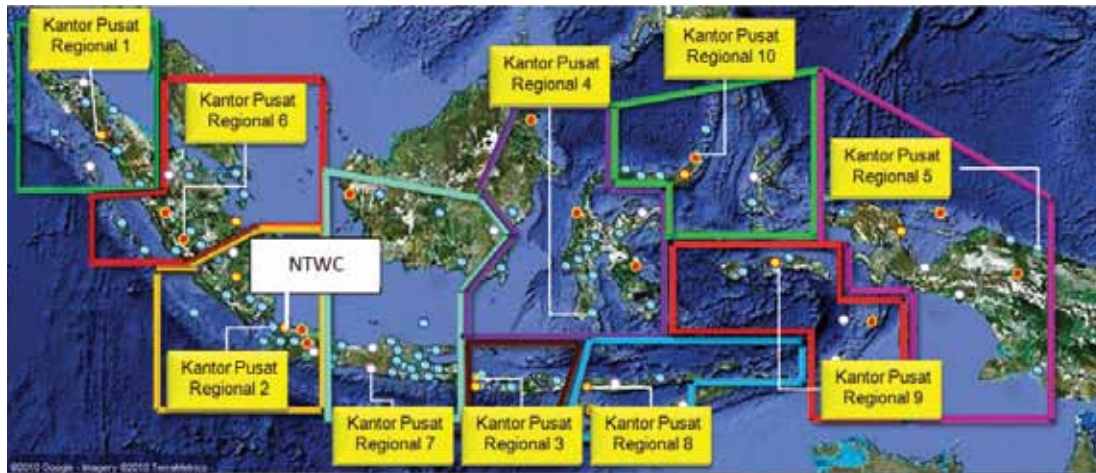 Kantor Pusat
Regional 1
Kantor Pusat
Regional 6
Kantor Pusat
Regional 4
Kantor Pusat
Regional 10
Kantor Pusat
Regional 5
NTWC
Kantor Pusat
Regional 2
Kantor Pusat
Regional 7
Kantor Pusat
Regional 3
Kantor Pusat
Regional 8
Kantor Pusat
Regional 9
©2010 Google - Imagery ©2010 TerraMetrics